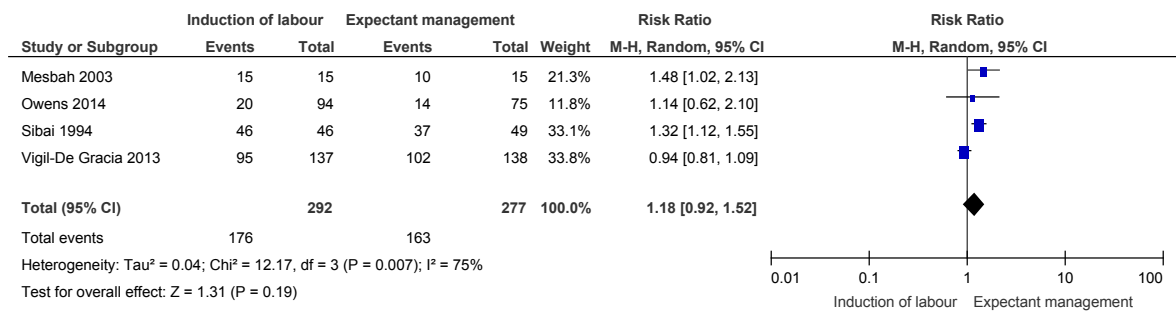 Induction of labour Expectant management Risk Ratio Risk Ratio
Study or Subgroup Events Total Events Total Weight M-H, Random, 95% CI M-H, Random, 95% CI
Mesbah 2003 15 15 10 15 21.3% 1.48 [1.02, 2.13]
Owens 2014 20 94 14 75 11.8% 1.14 [0.62, 2.10]
Sibai 1994 46 46 37 49 33.1% 1.32 [1.12, 1.55]
Vigil-De Gracia 2013 95 137 102 138 33.8% 0.94 [0.81, 1.09]
Total (95% CI) 292 277 100.0% 1.18 [0.92, 1.52]
Total events 176 163
Heterogeneity: Tau² = 0.04; Chi² = 12.17, df = 3 (P = 0.007); I² = 75%
Test for overall effect: Z = 1.31 (P = 0.19)
0.01 0.1 1 10 100
Induction of labour Expectant management